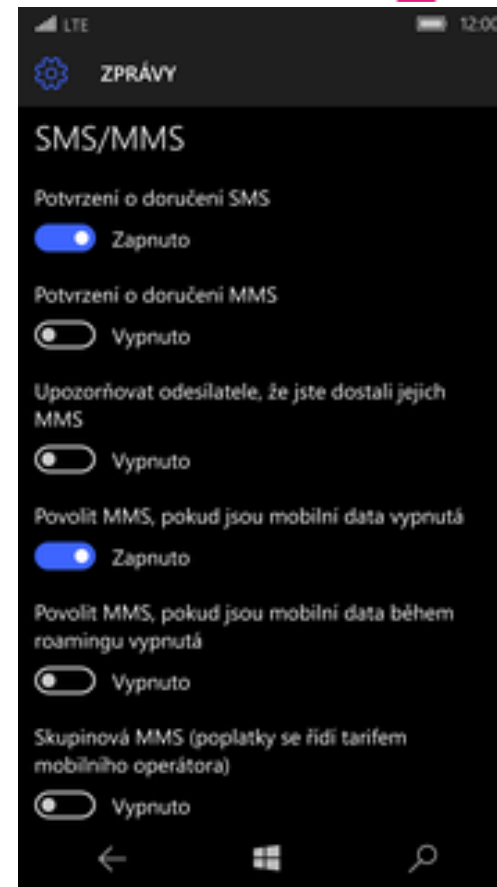 LTE 12:00
ZPRÁVY
SMS/MMS
Potvrzení o doručení SMS
Zapnuto
Potvrzení o doručení MMS
Vypnuto
Upozorňovat odesílatele, že jste dostali jejich
MMS
Vypnuto
Povolit MMS, pokud jsou mobilní data vypnutá
Zapnuto
Povolit MMS, pokud jsou mobilní data během
roamingu vypnutá
Vypnuto
Skupinová MMS (poplatky se řídí tarifem
mobilního operátora)
Vypnuto